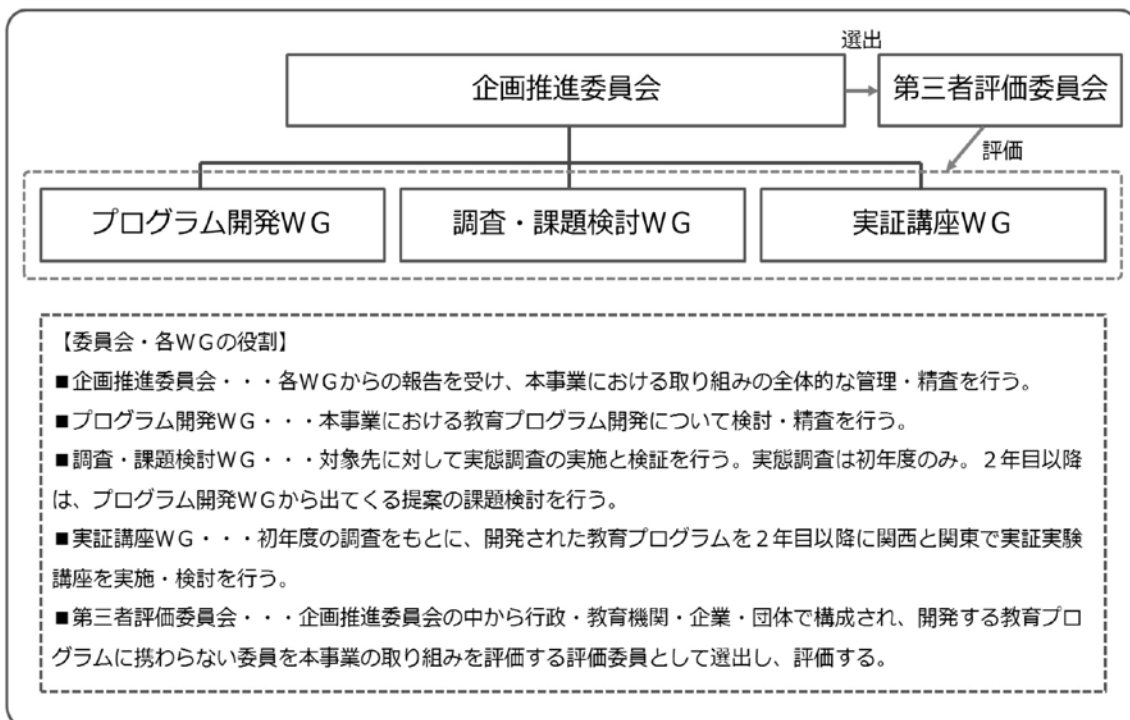 選出
企画推進委員会
第三者評価委員会
評価
プログラム開発ＷＧ
調査・課題検討ＷＧ
実証講座ＷＧ
【委員会・各ＷＧの役割】
■企画推進委員会・・・各ＷＧからの報告を受け、本事業における取り組みの全体的な管理・精査を行う。
■プログラム開発ＷＧ・・・本事業における教育プログラム開発について検討・精査を行う。
■調査・課題検討ＷＧ・・・対象先に対して実態調査の実施と検証を行う。実態調査は初年度のみ。２年目以降
は、プログラム開発ＷＧから出てくる提案の課題検討を行う。
■実証講座ＷＧ・・・初年度の調査をもとに、開発された教育プログラムを２年目以降に関西と関東で実証実験
講座を実施・検討を行う。
■第三者評価委員会・・・企画推進委員会の中から行政・教育機関・企業・団体で構成され、開発する教育プロ
グラムに携わらない委員を本事業の取り組みを評価する評価委員として選出し、評価する。